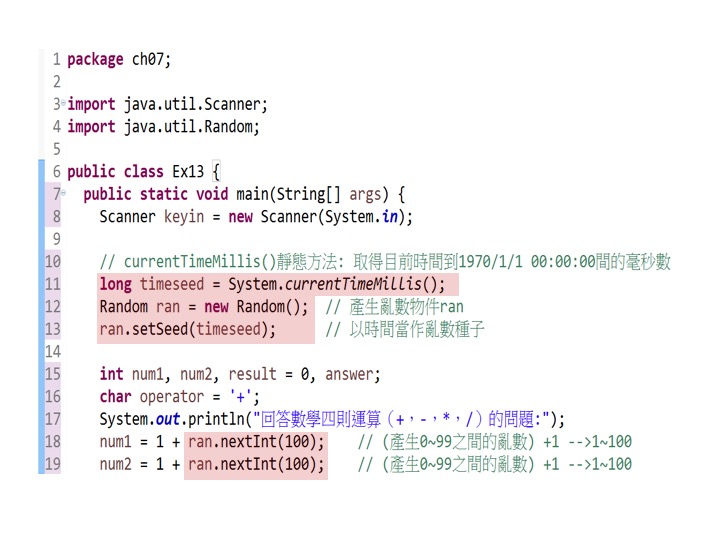 1 package ch07;
2
3 import java.util.Scanner;
4 import java.util.Random;
5
6 public class Ex13 {
7 public static void main(String[] args) {
8 Scanner keyin = new Scanner(System.in);
9
10 // currentTimeMillis()靜態方法: 取得目前時間到1970/1/1 00:00:00間的毫秒數
11 long timeseed = System.currentTimeMillis();
12 Random ran = new Random(); // 產生亂數物件ran
13 ran.setSeed(timeseed); // 以時間當作亂數種子
14
15 int num1, num2, result = 0, answer;
16 char operator = '+';
17 System.out.println("回答數學四則運算（+，-，*，/）的問題:");
18 num1 = 1 + ran.nextInt(100); // (產生0~99之間的亂數) +1 -->1~100
19 num2 = 1 + ran.nextInt(100); // (產生0~99之間的亂數) +1 -->1~100